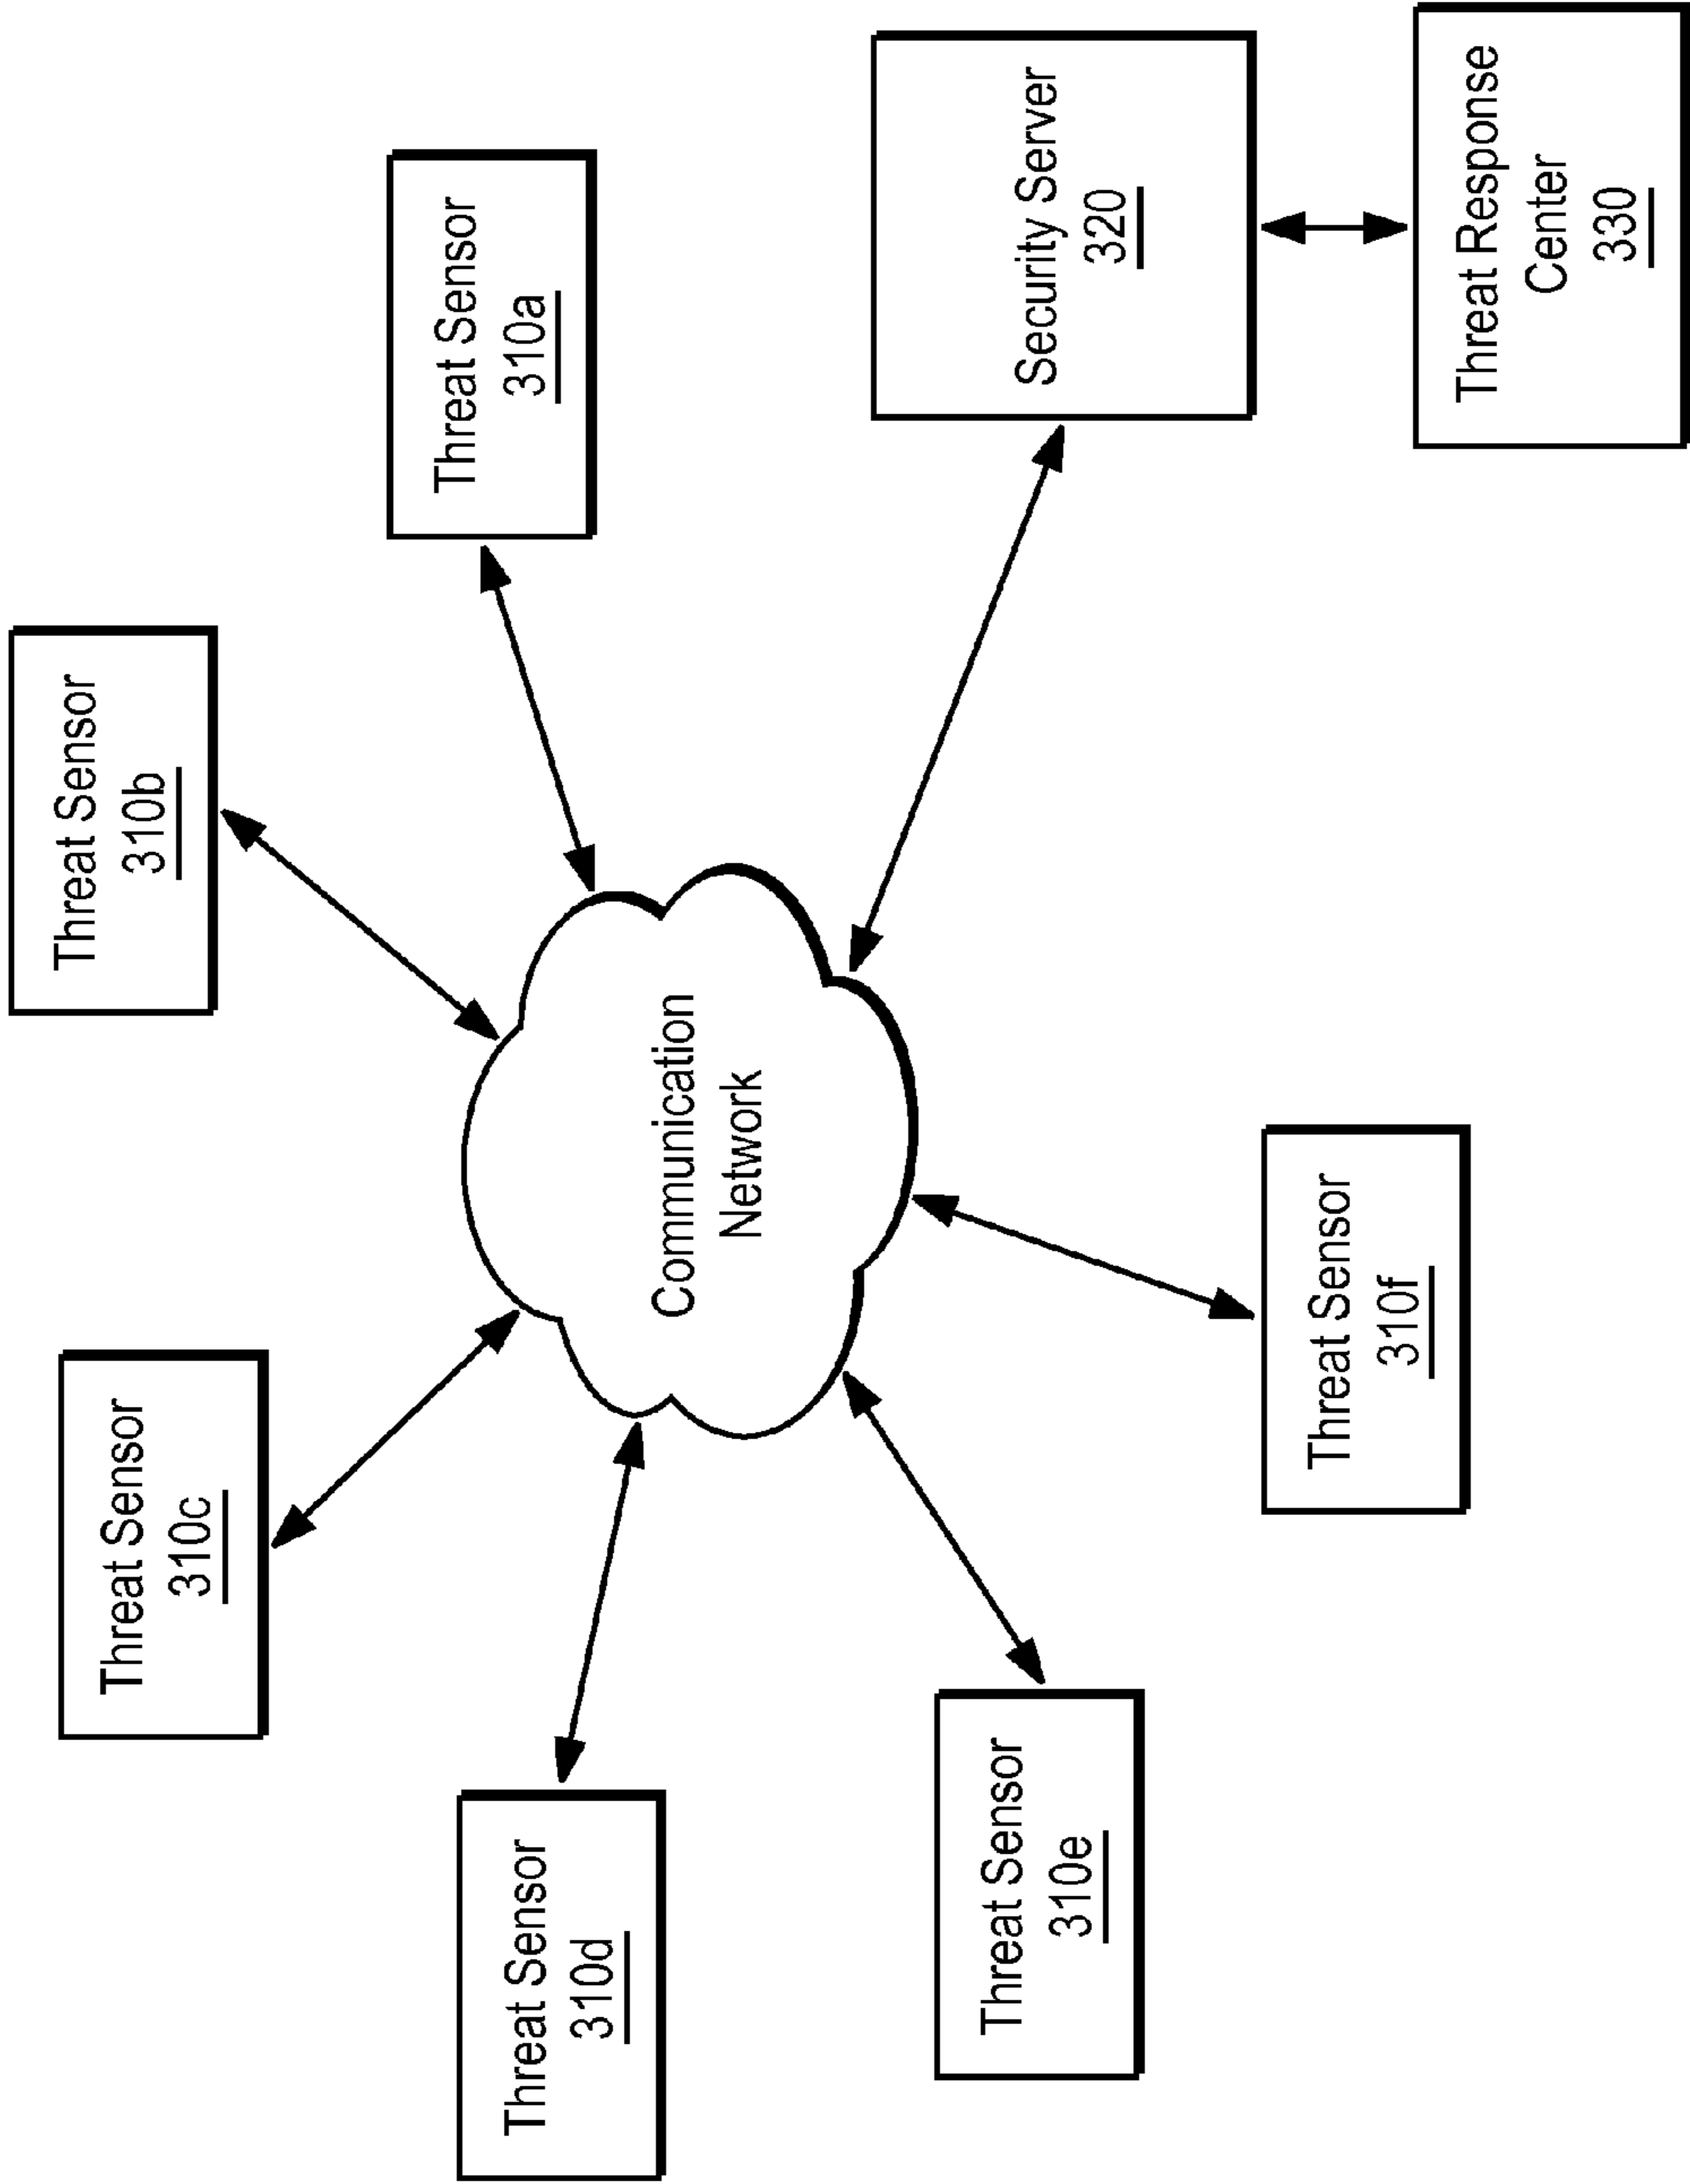 Threat Sensor
310c
Threat Sensor
310b
Threat Sensor
310d
Threat Sensor
310a
Communication
Network
Threat Sensor
310e
Security Server
320
Threat Sensor
310f
Threat Response
Center
330